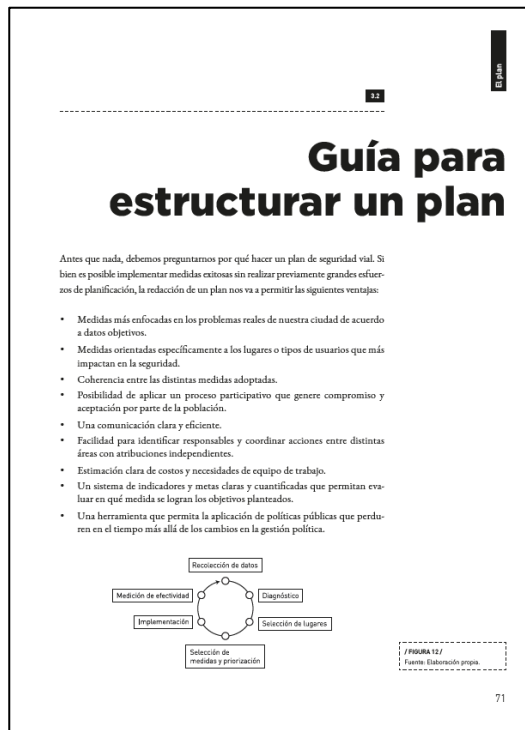 El plan
3.2
Guía para
estructurar un plan
Antes que nada, debemos preguntarnos por qué hacer un plan de seguridad vial. Si
bien es posible implementar medidas exitosas sin realizar previamente grandes esfuer-
zos de planificación, la redacción de un plan nos va a permitir las siguientes ventajas:
• Medidas más enfocadas en los problemas reales de nuestra ciudad de acuerdo
a datos objetivos.
• Medidas orientadas específicamente a los lugares o tipos de usuarios que más
impactan en la seguridad.
• Coherencia entre las distintas medidas adoptadas.
• Posibilidad de aplicar un proceso participativo que genere compromiso y
aceptación por parte de la población.
• Una comunicación clara y eficiente.
• Facilidad para identificar responsables y coordinar acciones entre distintas
áreas con atribuciones independientes.
• Estimación clara de costos y necesidades de equipo de trabajo.
• Un sistema de indicadores y metas claras y cuantificadas que permitan eva-
luar en qué medida se logran los objetivos planteados.
• Una herramienta que permita la aplicación de políticas públicas que perdu-
ren en el tiempo más allá de los cambios en la gestión política.
Recolección de datos
Medición de efectividad
Diagnóstico
Implementación
Selección de lugares
Selección de
medidas y priorización
/ FIGURA 12 /
Fuente: Elaboración propia.
71